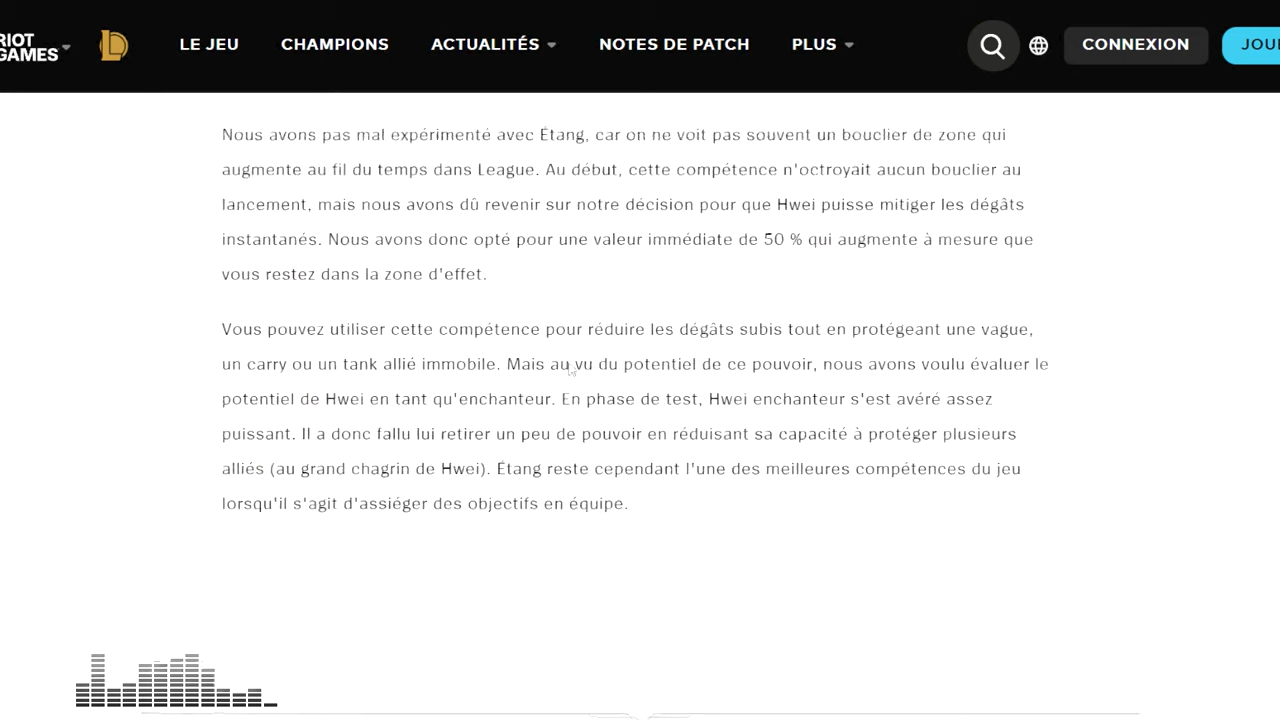 RIOT GAMES
LE JEU CHAMPIONS ACTUALITÉS NOTES DE PATCH PLUS CONNEXION JOU
Nous avons pas mal expérimenté avec Étang, car on ne voit pas souvent un bouclier de zone qui
augmente au fil du temps dans League. Au début, cette compétence n'octroyait aucun bouclier au
lancement, mais nous avons dû revenir sur notre décision pour que Hwei puisse mitiger les dégâts
instantanés. Nous avons donc opté pour une valeur immédiate de 50 % qui augmente à mesure que
vous restez dans la zone d'effet.
Vous pouvez utiliser cette compétence pour réduire les dégâts subis tout en protégeant une vague,
un carry ou un tank allié immobile. Mais au vu du potentiel de ce pouvoir, nous avons voulu évaluer le
potentiel de Hwei en tant qu'enchanteur. En phase de test, Hwei enchanteur s'est avéré assez
puissant. Il a donc fallu lui retirer un peu de pouvoir en réduisant sa capacité à protéger plusieurs
alliés (au grand chagrin de Hwei). Étang reste cependant l'une des meilleures compétences du jeu
lorsqu'il s'agit d'assiéger des objectifs en équipe.